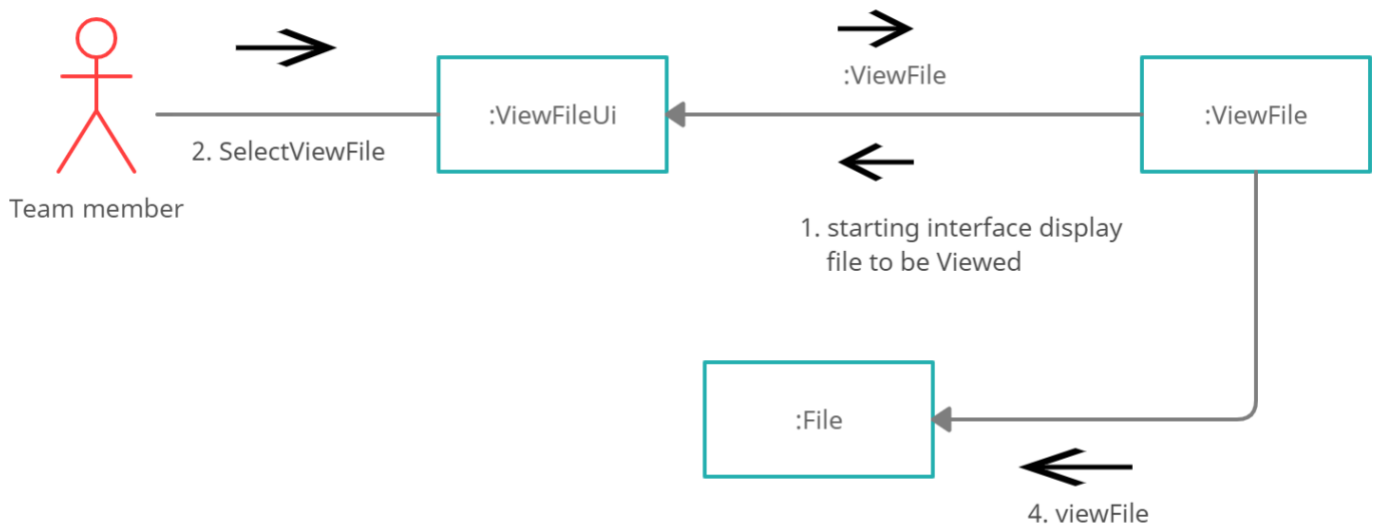 :ViewFile
:ViewFileUi
:ViewFile
2. SelectViewFile
Team member
1. starting interface display
file to be Viewed
:File
4. viewFile